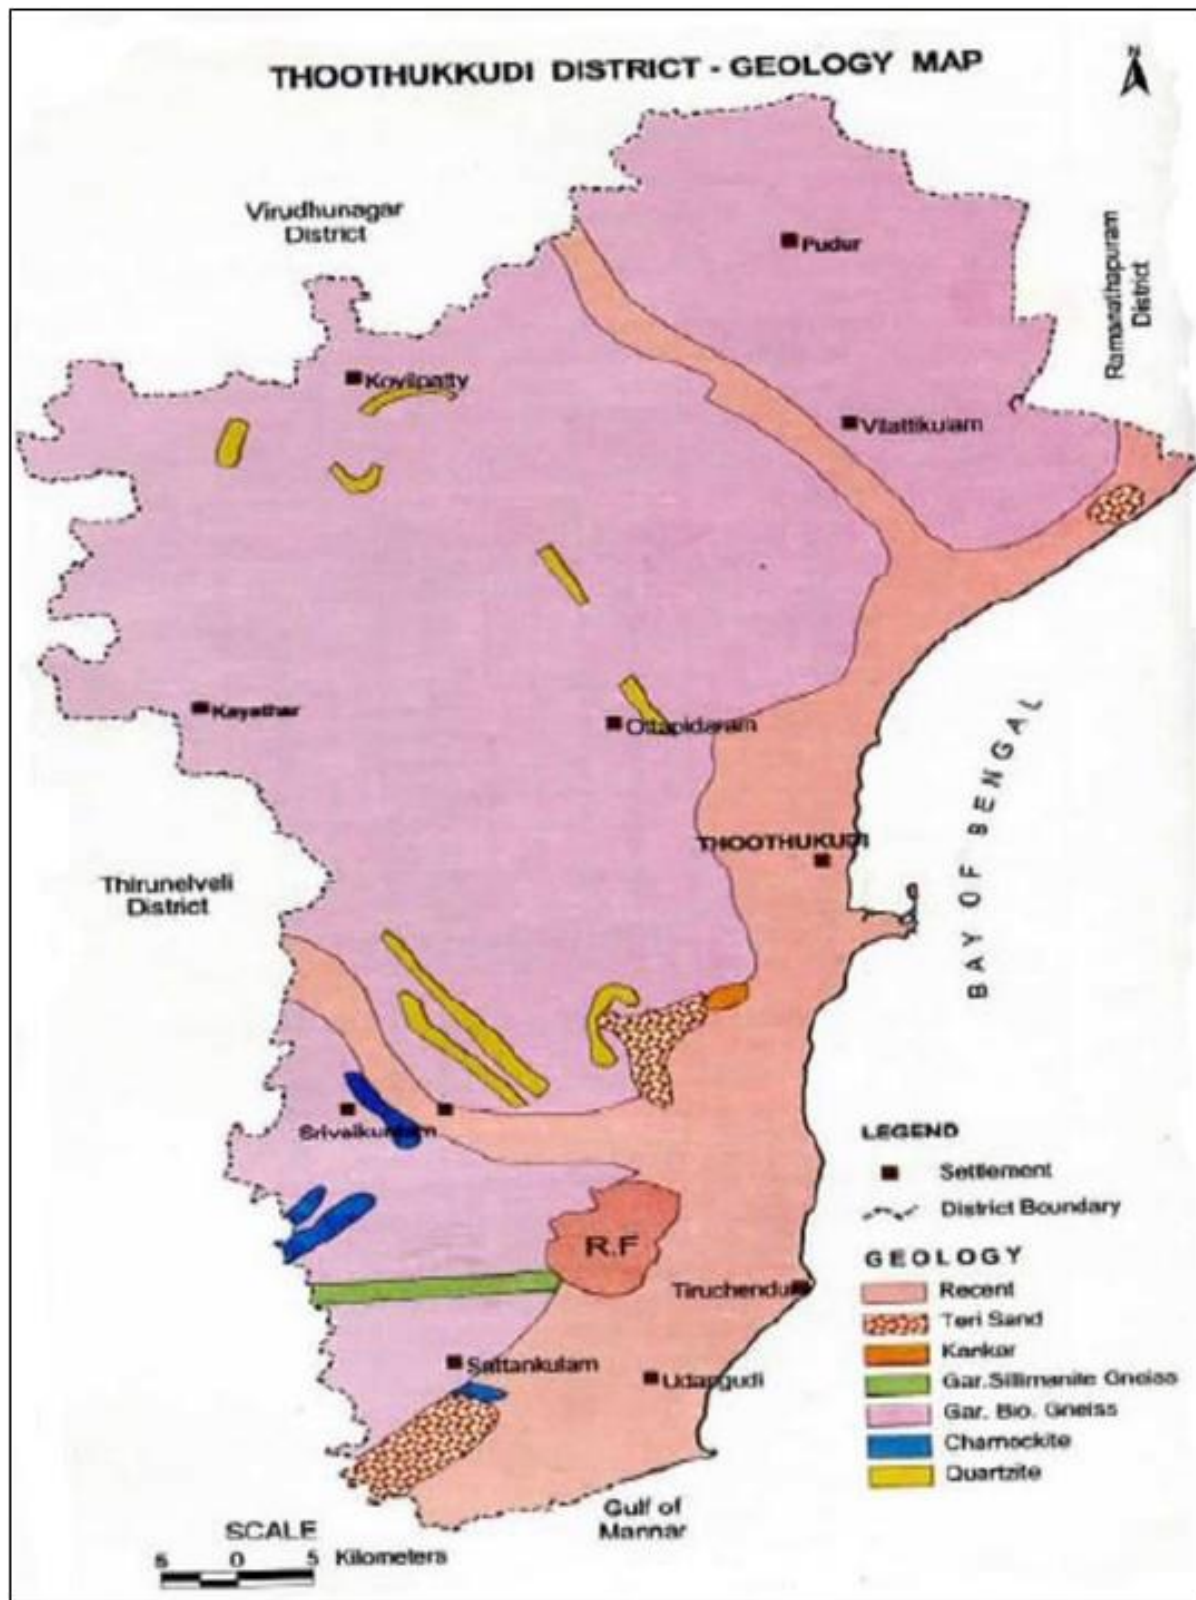 THOOTHUKKUDI DISTRICT - GEOLOGY MAP
N
Virudhunagar
District
Pudur
Ramanathapuram
District
Kovilpatty
Vilattikulam
Kayathar
Ottapidaram
BAY OF BENGAL
THOOTHUKUDI
Thirunelveli
District
Srivaikuntam
LEGEND
Settlement
District Boundary
R.F
GEOLOGY
Tiruchendu
Recent
Teri Sand
Kankar
Sattankulam
Udangudi
Gar.Sillimanite Gneiss
Gar. Bio. Gneiss
Charnockite
Quartzite
Gulf of
Mannar
SCALE
5 0 5 Kilometers